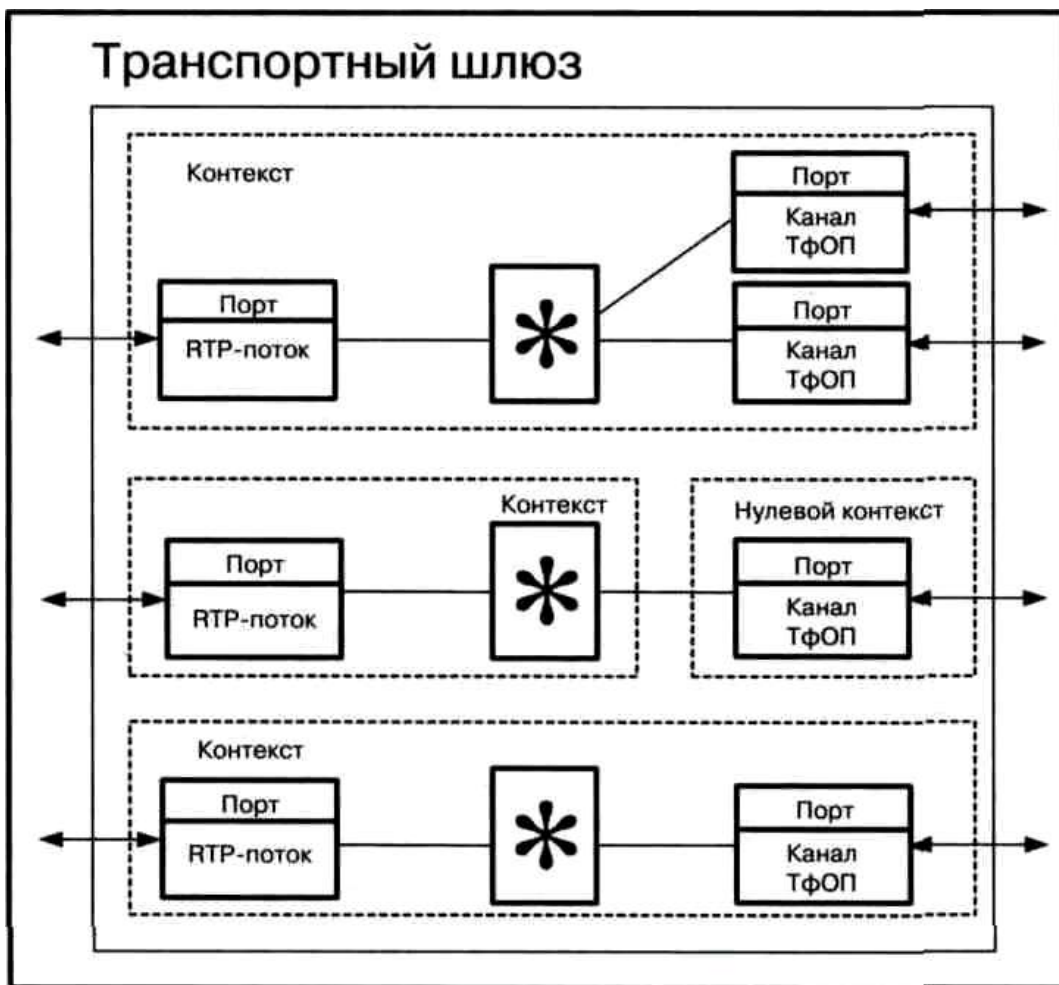 Транспортный шлюз
Контекст
Порт
Канал
ТфОП
Порт
RTP-поток
*
Порт
Канал
ТфОП
Контекст
Нулевой контекст
Порт
RTP-поток
*
Порт
Канал
ТфОП
Контекст
Порт
RTP-поток
*
Порт
Канал
ТфОП